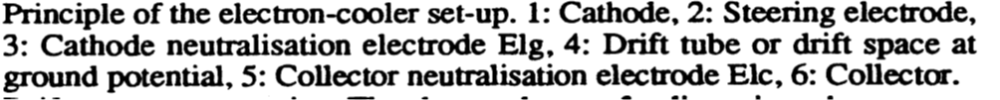 Principle of the electron-cooler set-up. 1: Cathode, 2: Steering electrode,
3: Cathode neutralisation electrode Elg, 4: Drift tube or drift space at
ground potential, 5: Collector neutralisation electrode Elc, 6: Collector.